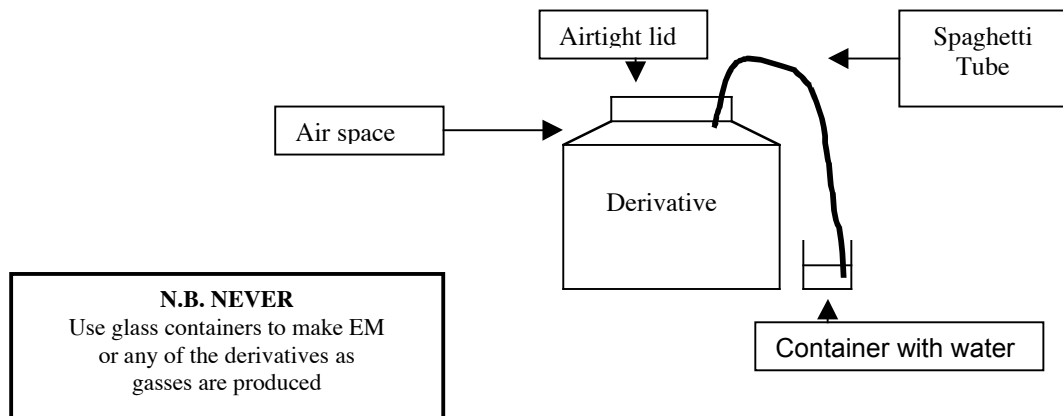 Airtight lid
Spaghetti
Tube
Air space
Derivative
N.B. NEVER
Use glass containers to make EM
or any of the derivatives as
gasses are produced
Container with water